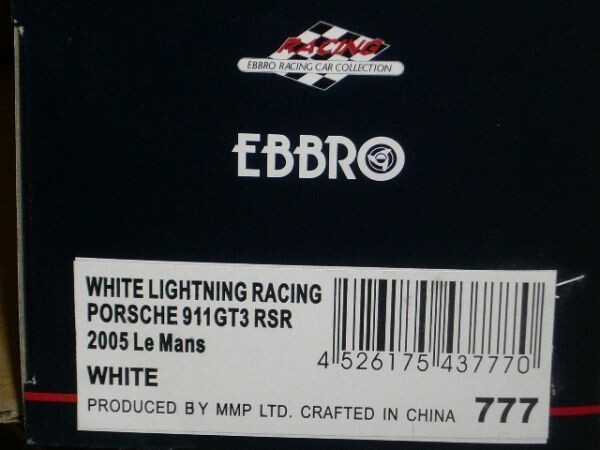 RACING
EBBRO RACING CAR COLLECTION
EBBRO
WHITE LIGHTNING RACING
PORSCHE 911GT3 RSR
2005 Le Mans
WHITE
4 526175 437770
PRODUCED BY MMP LTD. CRAFTED IN CHINA 777